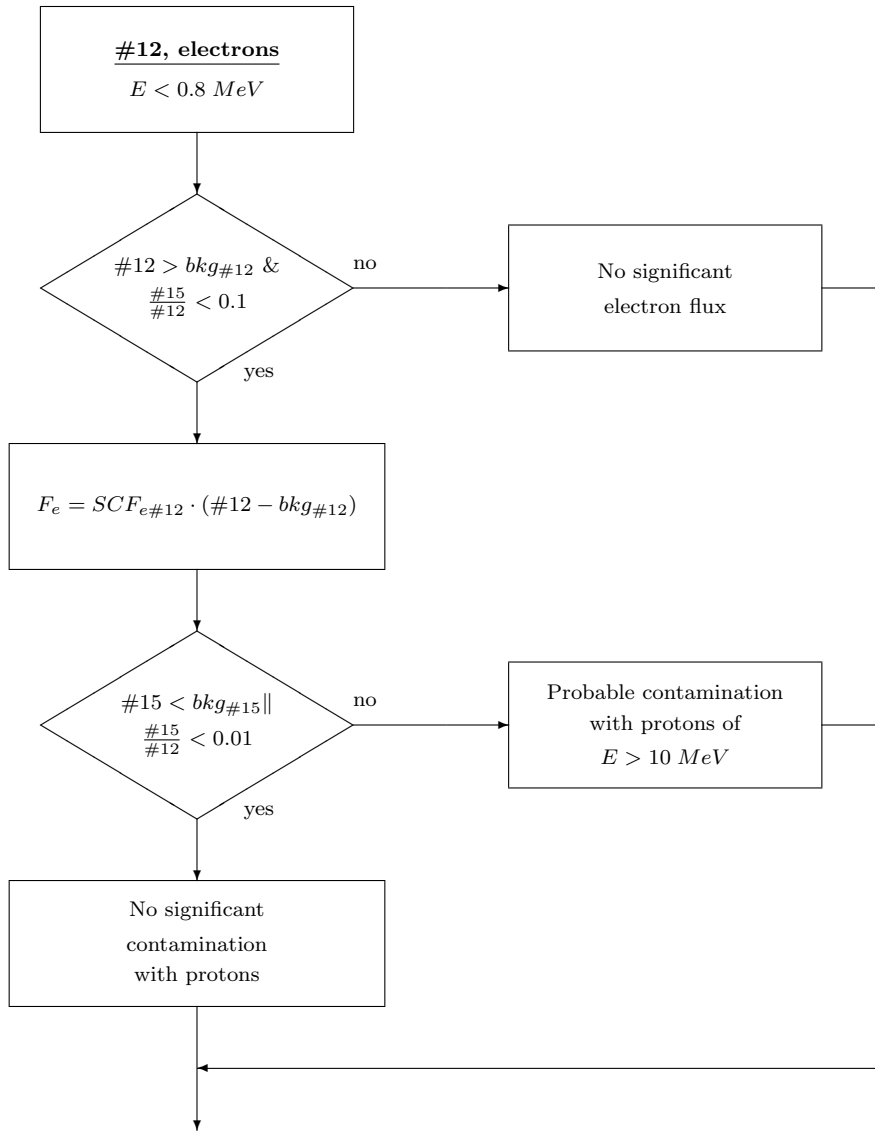 #12, electrons
E < 0.8 MeV
#12 > bkg#12 &
#15/#12 < 0.1
no
No significant
electron flux
yes
Fe = SCFe#12 · (#12 − bkg#12)
#15 < bkg#15‖
#15/#12 < 0.01
no
Probable contamination
with protons of
E > 10 MeV
yes
No significant
contamination
with protons